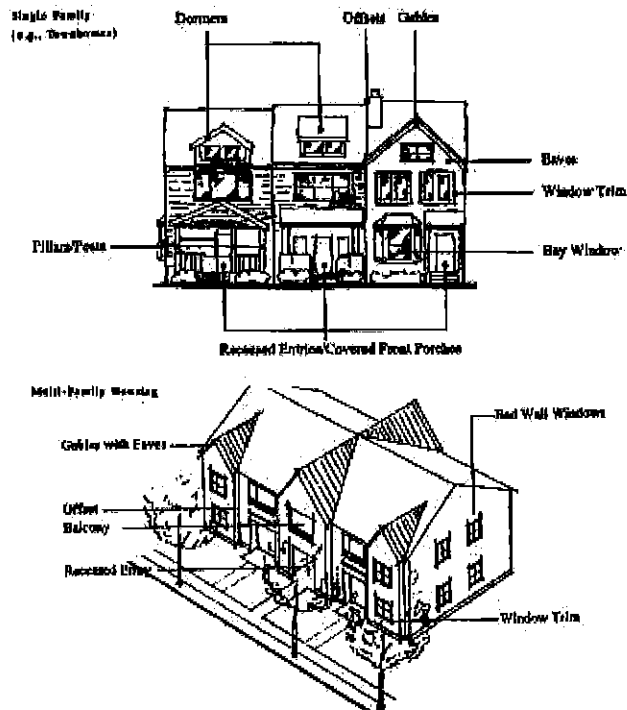 Single Family
(e.g., Townhomes)
Dormers
Offsets
Gables
Eaves
Window Trim
Pillars/Posts
Bay Window
Recessed Entries/Covered Front Porches
Multi-Family Housing
End Wall Windows
Gables with Eaves
Offset
Balcony
Recessed Entry
Window Trim